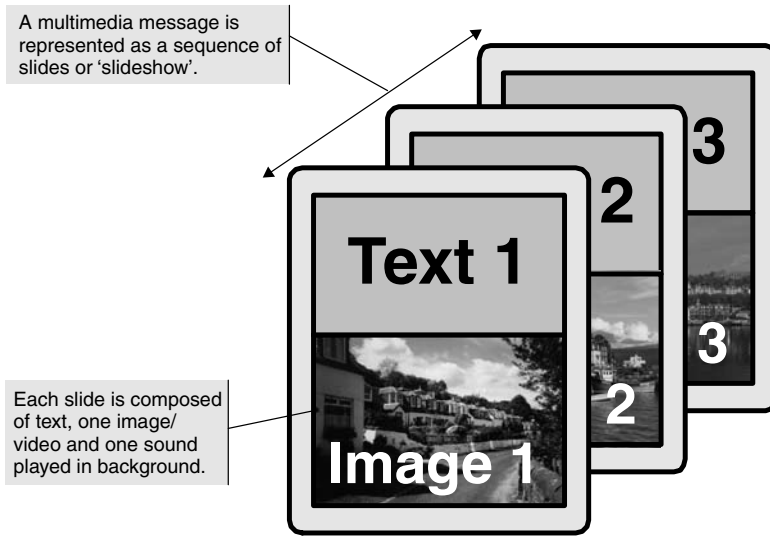 A multimedia message is
represented as a sequence of
slides or ‘slideshow’.
3
2
Text 1
3
2
Image 1
Each slide is composed
of text, one image/
video and one sound
played in background.